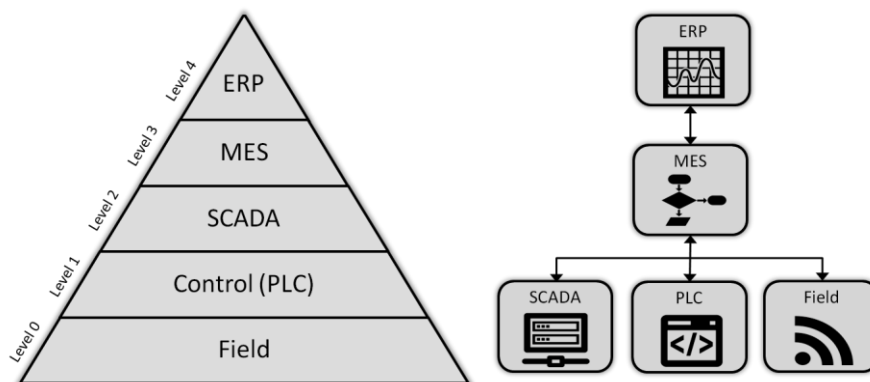 Level 4
ERP
Level 3
MES
Level 2
SCADA
Level 1
Control (PLC)
Level 0
Field
ERP
MES
SCADA
PLC
</>
Field